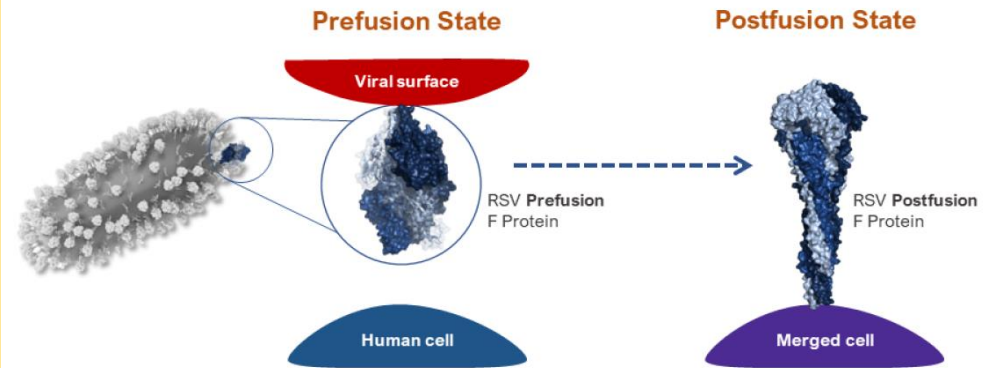 Prefusion State
Postfusion State
Viral surface
RSV Prefusion
F Protein
RSV Postfusion
F Protein
Human cell
Merged cell